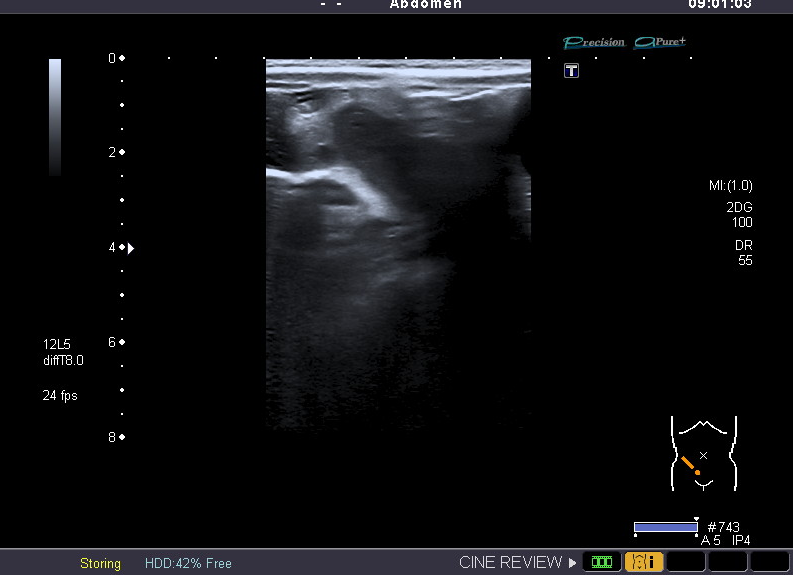 - - Abdomen 09:01:03
Precision APure+
T
0
2
4
6
8
MI:(1.0)
2DG
100
DR
55
12L5
diffT8.0
24 fps
#743
A 5 IP4
Storing HDD:42% Free CINE REVIEW
i